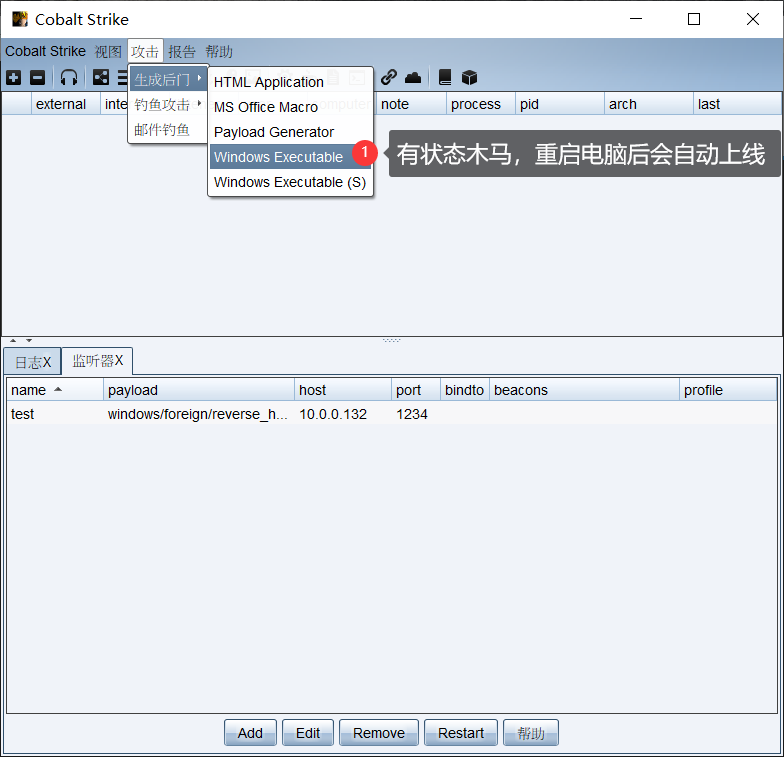 Cobalt Strike
Cobalt Strike 视图 攻击 报告 帮助
生成后门
钓鱼攻击
邮件钓鱼
HTML Application
MS Office Macro
Payload Generator
Windows Executable
Windows Executable (S)
1
有状态木马，重启电脑后会自动上线
external inte computer note process pid arch last
日志X 监听器X
name payload host port bindto beacons profile
test windows/foreign/reverse_h... 10.0.0.132 1234
Add Edit Remove Restart 帮助